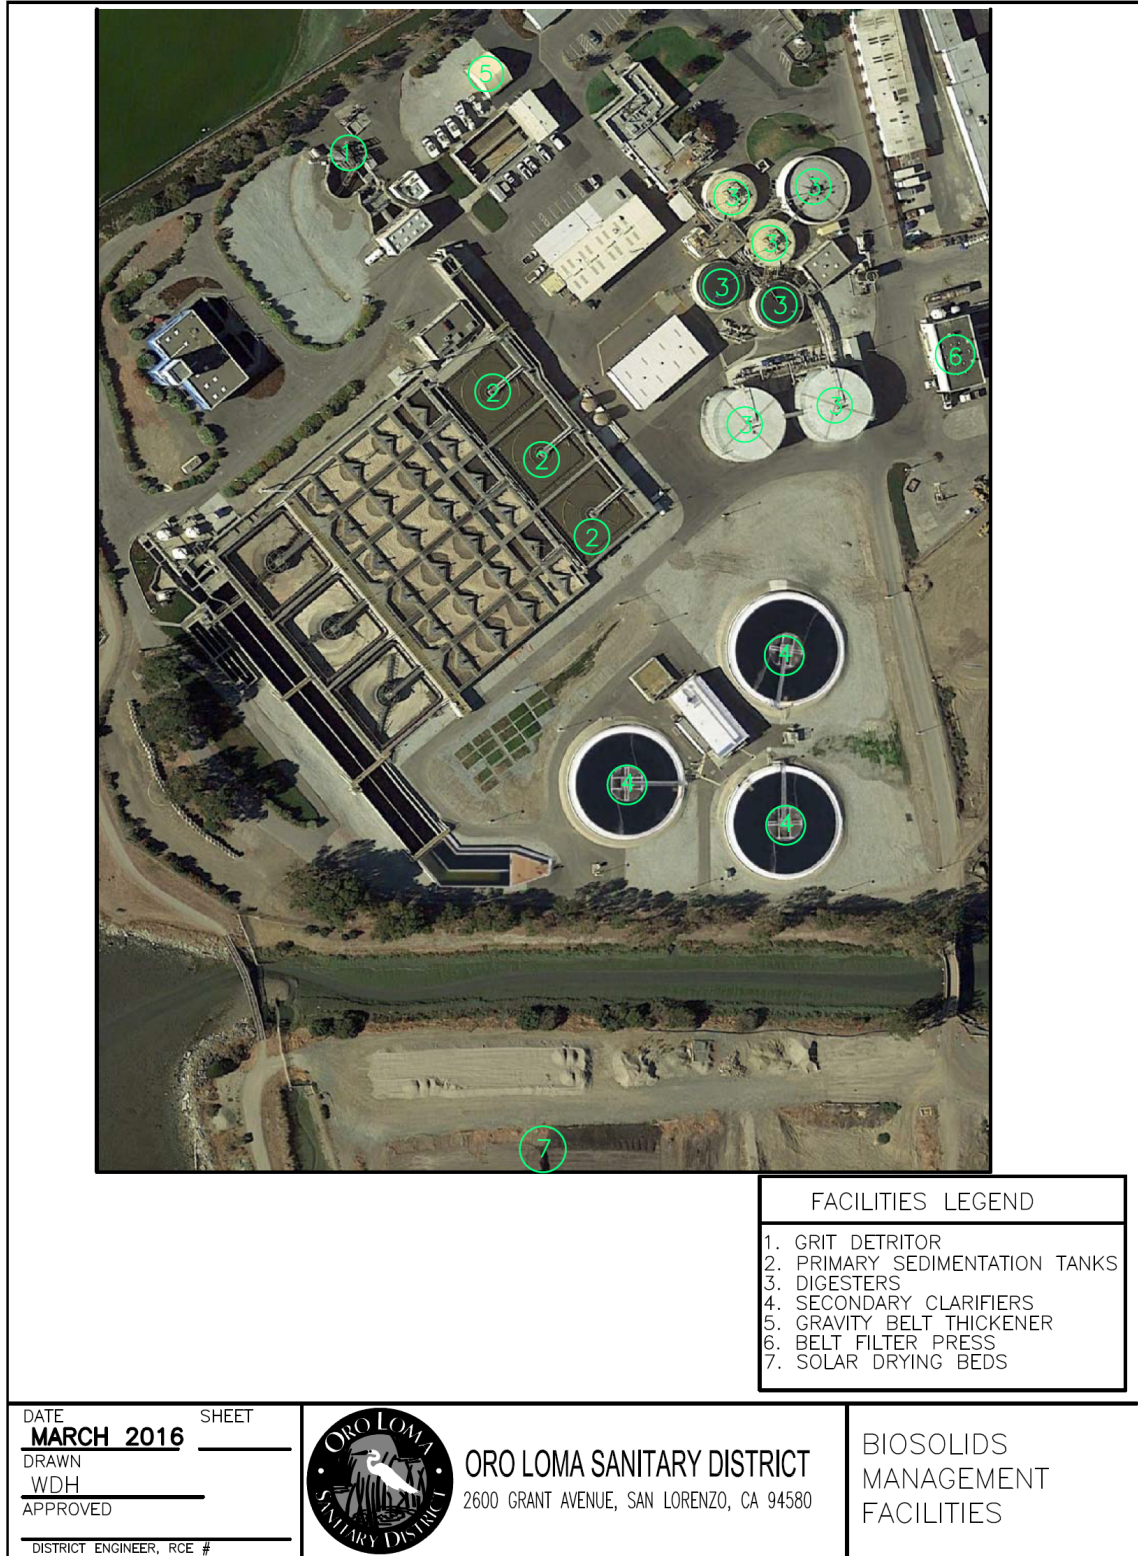 5
1
3
3
3
3
3
6
2
3
3
2
2
4
4
4
7
FACILITIES LEGEND
1. GRIT DETRITOR
2. PRIMARY SEDIMENTATION TANKS
3. DIGESTERS
4. SECONDARY CLARIFIERS
5. GRAVITY BELT THICKENER
6. BELT FILTER PRESS
7. SOLAR DRYING BEDS
DATE SHEET
MARCH 2016
DRAWN
WDH
APPROVED
DISTRICT ENGINEER, RCE #
ORO LOMA
SANITARY DISTRICT
ORO LOMA SANITARY DISTRICT
2600 GRANT AVENUE, SAN LORENZO, CA 94580
BIOSOLIDS
MANAGEMENT
FACILITIES